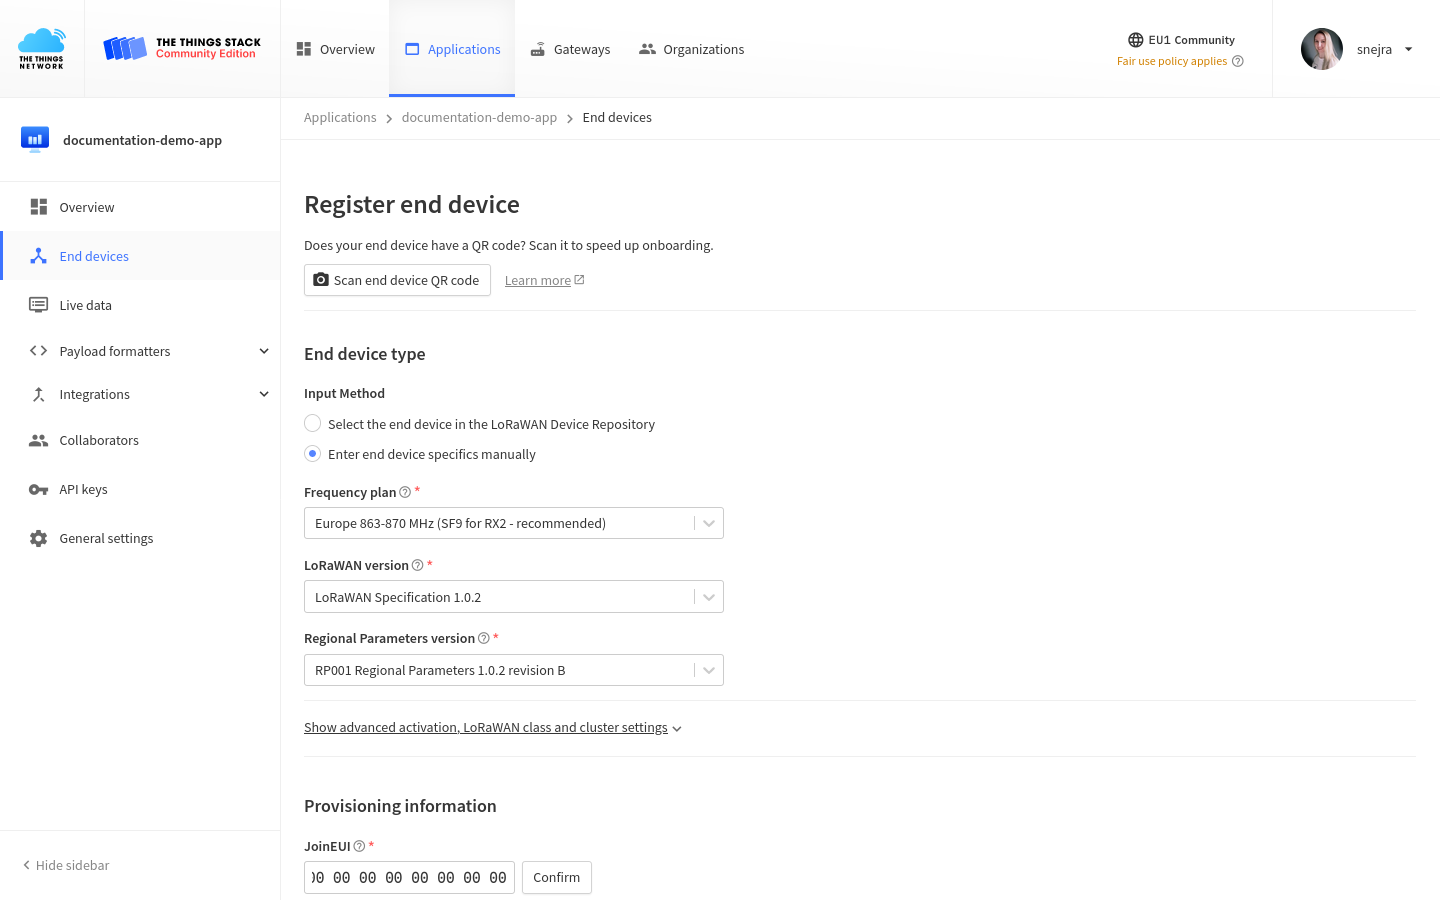 THE THINGS
NETWORK
THE THINGS STACK
Community Edition
Overview
Applications
Gateways
Organizations
EU1 Community
Fair use policy applies
snejra
documentation-demo-app
Overview
End devices
Live data
Payload formatters
Integrations
Collaborators
API keys
General settings
Hide sidebar
Applications > documentation-demo-app > End devices
Register end device
Does your end device have a QR code? Scan it to speed up onboarding.
Scan end device QR code
Learn more
End device type
Input Method
Select the end device in the LoRaWAN Device Repository
Enter end device specifics manually
Frequency plan *
Europe 863-870 MHz (SF9 for RX2 - recommended)
LoRaWAN version *
LoRaWAN Specification 1.0.2
Regional Parameters version *
RP001 Regional Parameters 1.0.2 revision B
Show advanced activation, LoRaWAN class and cluster settings
Provisioning information
JoinEUI *
00 00 00 00 00 00 00 00
Confirm